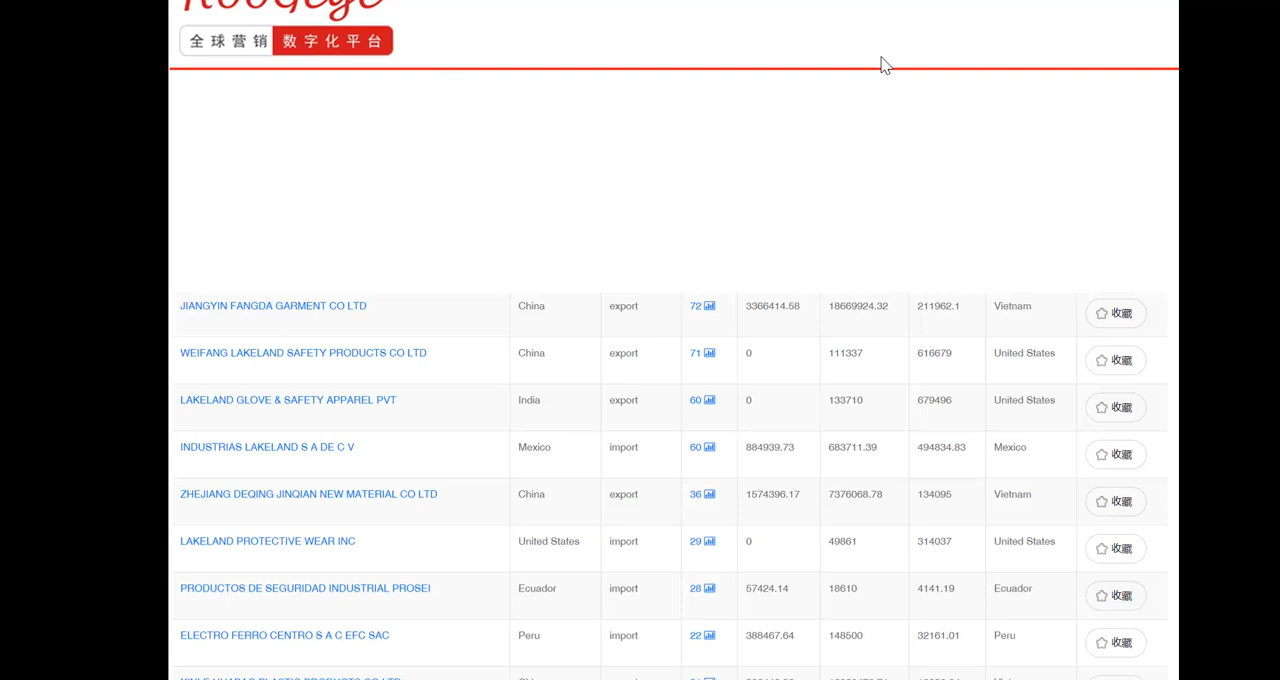 全球营销 数字化平台
JIANGYIN FANGDA GARMENT CO LTD China export 72 3366414.58 18669924.32 211962.1 Vietnam 收藏
WEIFANG LAKELAND SAFETY PRODUCTS CO LTD China export 71 0 111337 616679 United States 收藏
LAKELAND GLOVE & SAFETY APPAREL PVT India export 60 0 133710 679496 United States 收藏
INDUSTRIAS LAKELAND S A DE C V Mexico import 60 884939.73 683711.39 494834.83 Mexico 收藏
ZHEJIANG DEQING JINQIAN NEW MATERIAL CO LTD China export 36 1574396.17 7376068.78 134095 Vietnam 收藏
LAKELAND PROTECTIVE WEAR INC United States import 29 0 49861 314037 United States 收藏
PRODUCTOS DE SEGURIDAD INDUSTRIAL PROSEI Ecuador import 28 57424.14 18610 4141.19 Ecuador 收藏
ELECTRO FERRO CENTRO S A C EFC SAC Peru import 22 388467.64 148500 32161.01 Peru 收藏